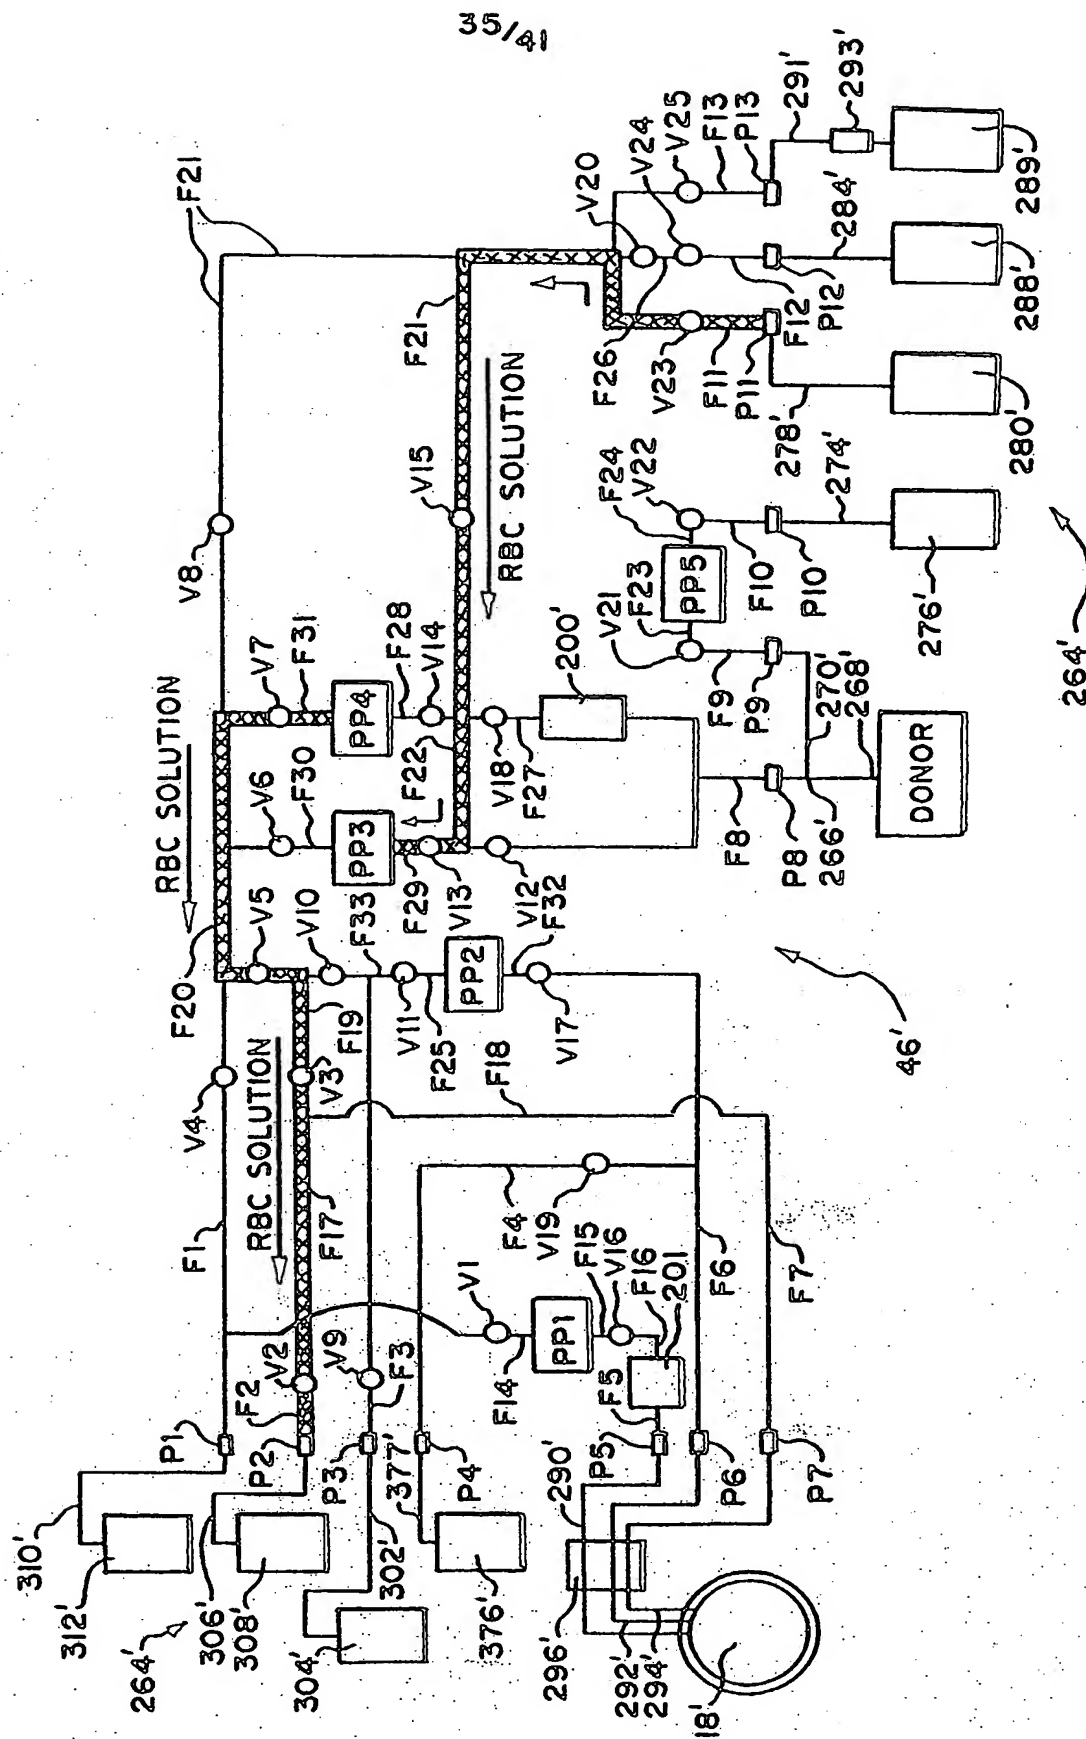 35/41
310'
312'
264'
306'
308'
304'
302'
377'
376'
296'
292'
294'
290'
18'
P1
P2
P3
P4
P5
P6
P7
F2
V2
V9
F3
F14
PP1
V1
F15
V16
F16
201
F5
F1
V4
RBC SOLUTION
F17
V3
F19
F4
V19
F6
F7
F18
F20
V5
V10
F33
V11
F25
PP2
F32
V17
46'
RBC SOLUTION
V6
F30
PP3
F29
V13
V12
V7
F31
PP4
F28
V14
F22
V18
F27
200'
F8
P8
266'
DONOR
268'
270'
P9
F9
V21
F23
PP5
F24
V22
F10
P10
274'
276'
V8
F21
F21
V15
RBC SOLUTION
F26
V23
F11
P11
278'
280'
V20
V24
F12
P12
284'
288'
V25
F13
P13
291'
293'
289'
264'